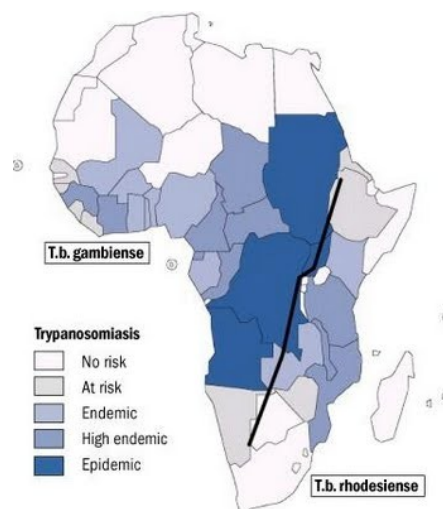 T.b. gambiense
Trypanosomiasis
No risk
At risk
Endemic
High endemic
Epidemic
T.b. rhodesiense